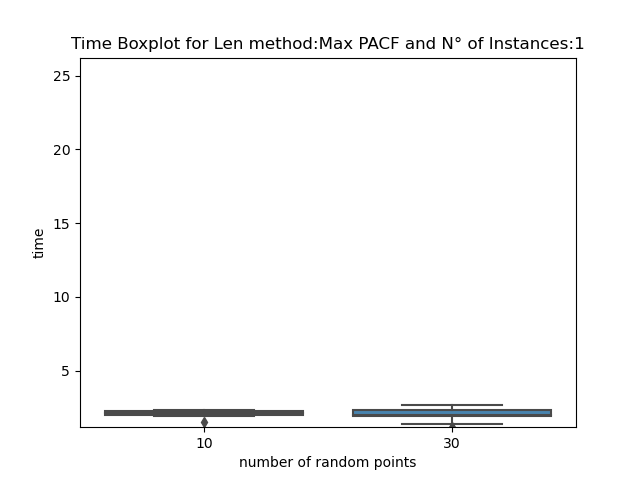 Time Boxplot for Len method:Max PACF and N° of Instances:1
25
20
15
10
5
time
10 30
number of random points